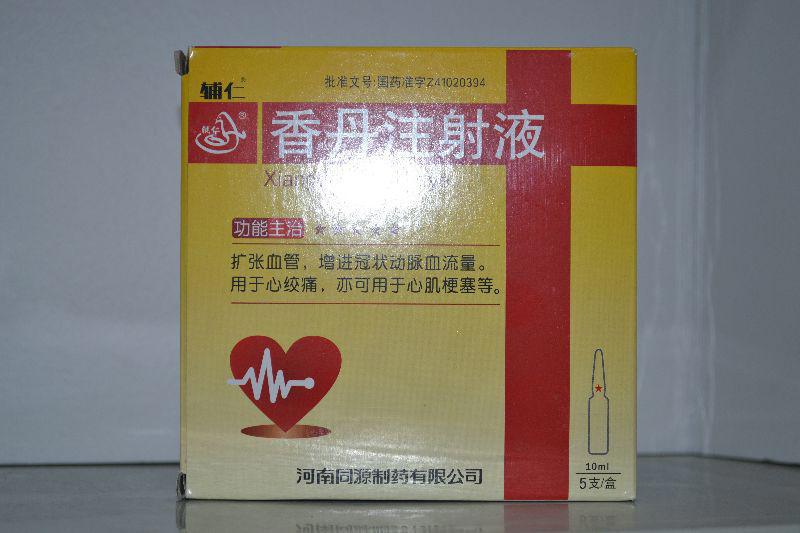 辅仁®
批准文号:国药准字Z41020394
辅仁®
香丹注射液
功能主治
扩张血管，增进冠状动脉血流量。
用于心绞痛，亦可用于心肌梗塞等。
10ml
5支/盒
河南同源制药有限公司